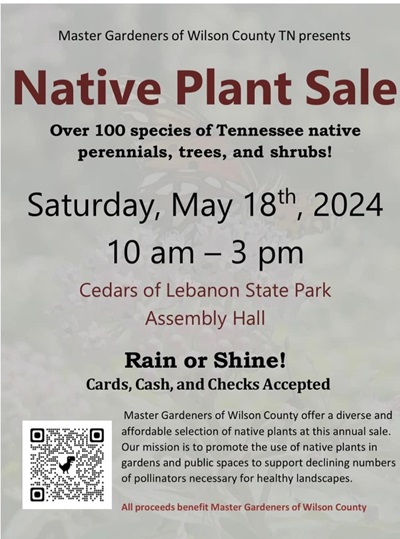 Master Gardeners of Wilson County TN presents
Native Plant Sale
Over 100 species of Tennessee native
perennials, trees, and shrubs!
Saturday, May 18th, 2024
10 am – 3 pm
Cedars of Lebanon State Park
Assembly Hall
Rain or Shine!
Cards, Cash, and Checks Accepted
Master Gardeners of Wilson County offer a diverse and
affordable selection of native plants at this annual sale.
Our mission is to promote the use of native plants in
gardens and public spaces to support declining numbers
of pollinators necessary for healthy landscapes.
All proceeds benefit Master Gardeners of Wilson County